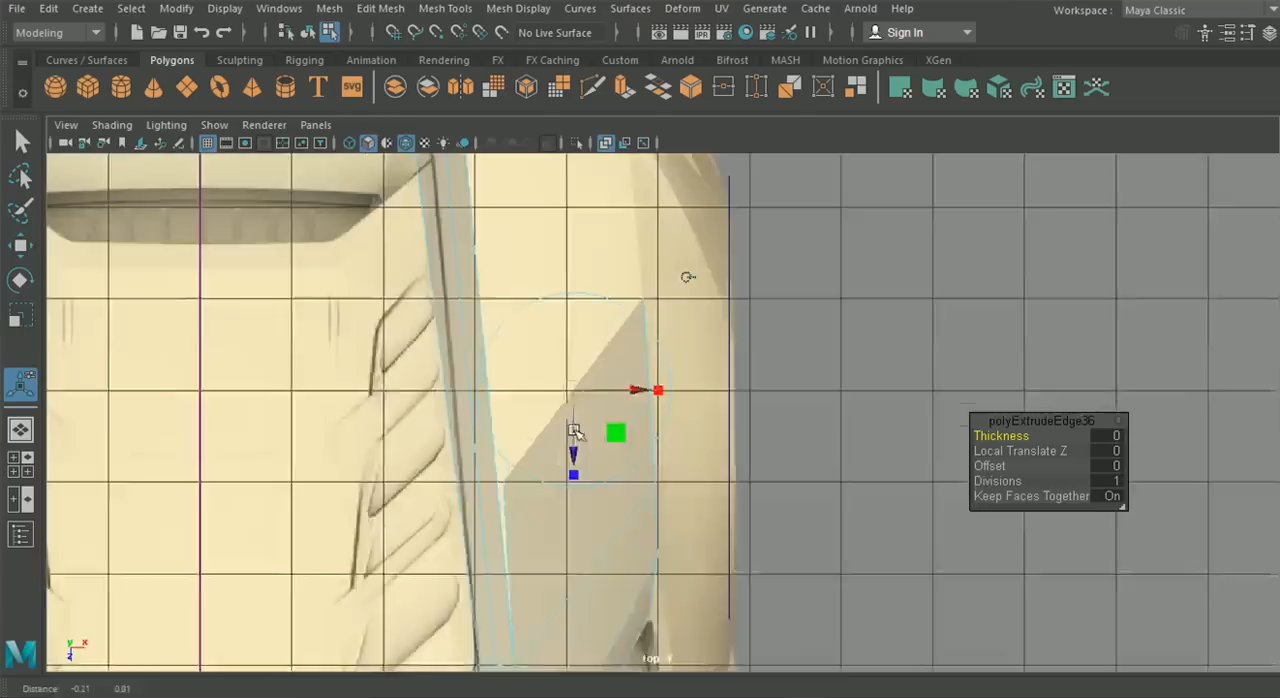 File Edit Create Select Modify Display Windows Mesh Edit Mesh Mesh Tools Mesh Display Curves Surfaces Deform UV Generate Cache Arnold Help Workspace : Maya Classic
Modeling No Live Surface IPR Sign In
Curves / Surfaces Polygons Sculpting Rigging Animation Rendering FX FX Caching Custom Arnold Bifrost MASH Motion Graphics XGen
T SVG
View Shading Lighting Show Renderer Panels
polyExtrudeEdge36
Thickness 0
Local Translate Z 0
Offset 0
Divisions 1
Keep Faces Together On
y x
z
top Y
M
Distance: -0.21 0.01